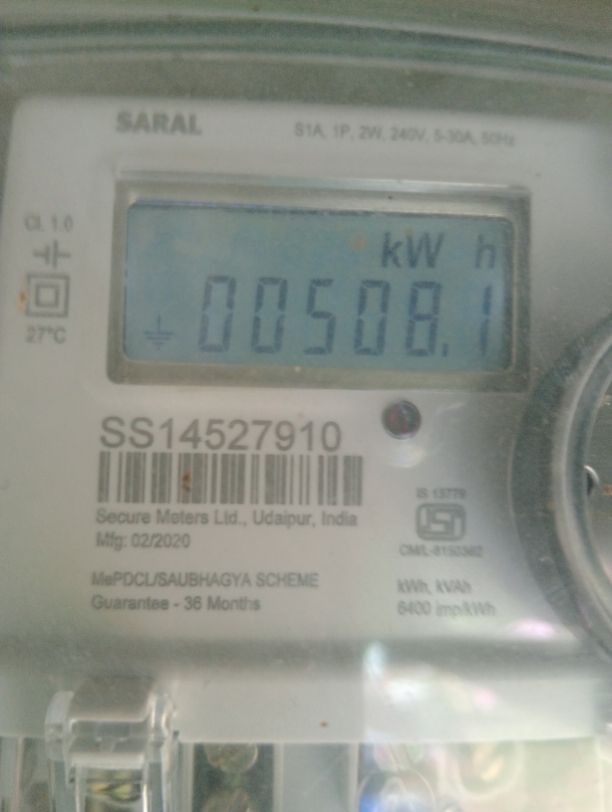 SARAL
S1A, 1P, 2W, 240V, 5-30A, 50Hz
Cl. 1.0
27°C
kW h
00508.1
SS14527910
Secure Meters Ltd., Udaipur, India
Mfg: 02/2020
IS 13779
MePDCL/SAUBHAGYA SCHEME
Guarantee - 36 Months
kWh, kVAh
6400 imp/kWh